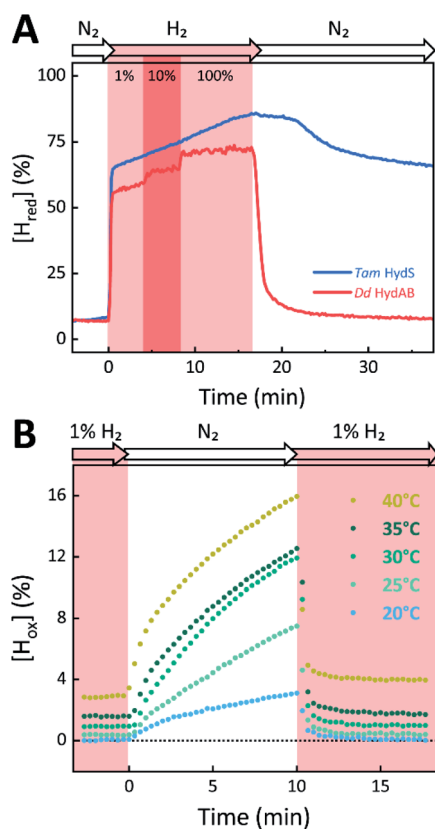 A
N₂
H₂
N₂
1%
10%
100%
100
75
50
25
0
[H_red] (%)
Tam HydS
Dd HydAB
0
10
20
30
Time (min)
B
1% H₂
N₂
1% H₂
16
12
8
4
0
[H_ox] (%)
40°C
35°C
30°C
25°C
20°C
0
5
10
15
Time (min)